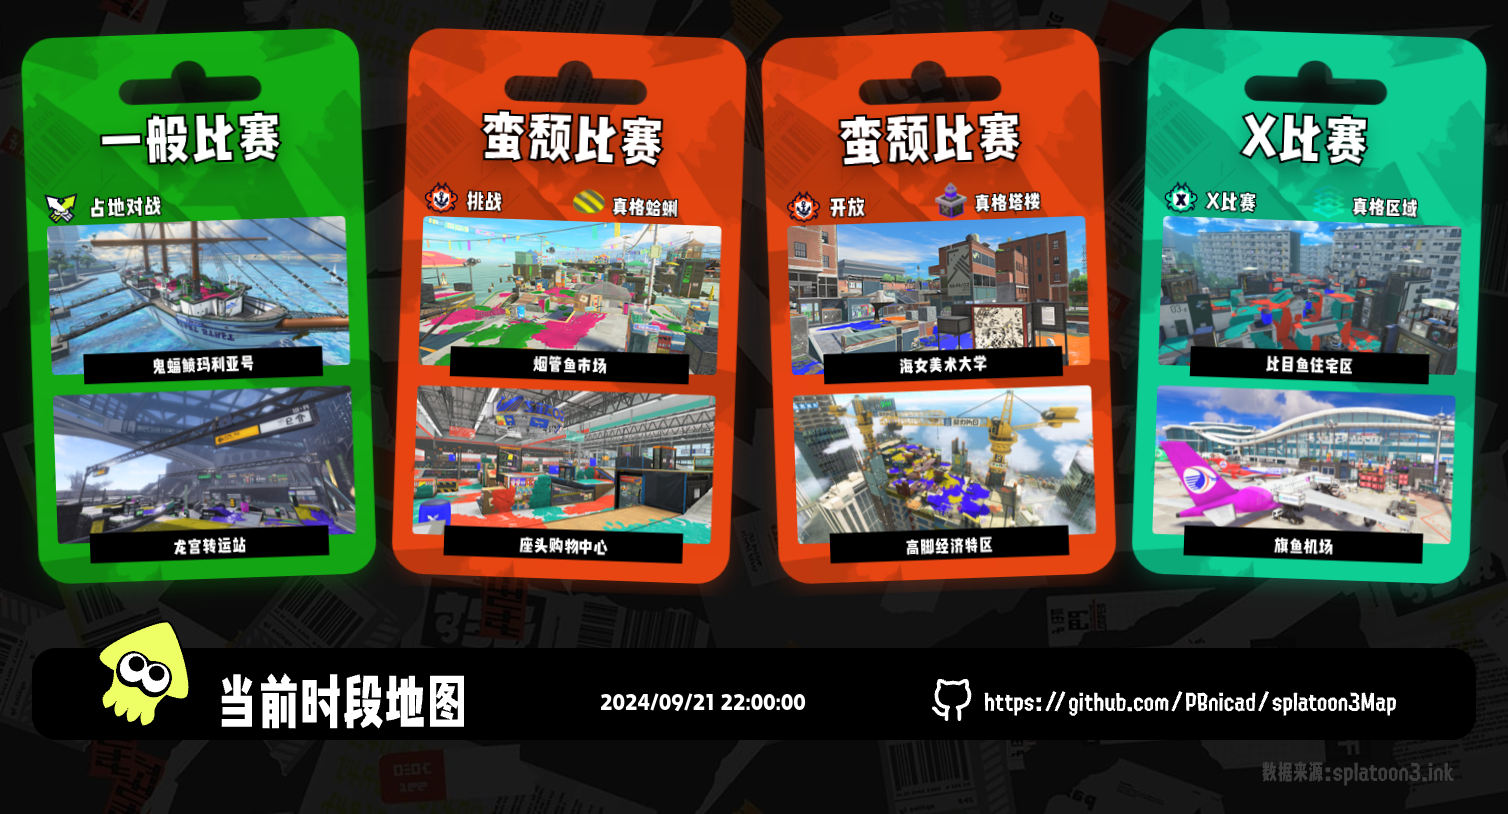 一般比赛
占地对战
鬼蝠鲼玛利亚号
龙宫转运站
蛮颓比赛
挑战
真格蛤蜊
烟管鱼市场
座头购物中心
蛮颓比赛
开放
真格塔楼
海女美术大学
高脚经济特区
X比赛
X比赛
真格区域
比目鱼住宅区
旗鱼机场
当前时段地图
2024/09/21 22:00:00
https://github.com/PBnicad/splatoon3Map
数据来源:splatoon3.ink